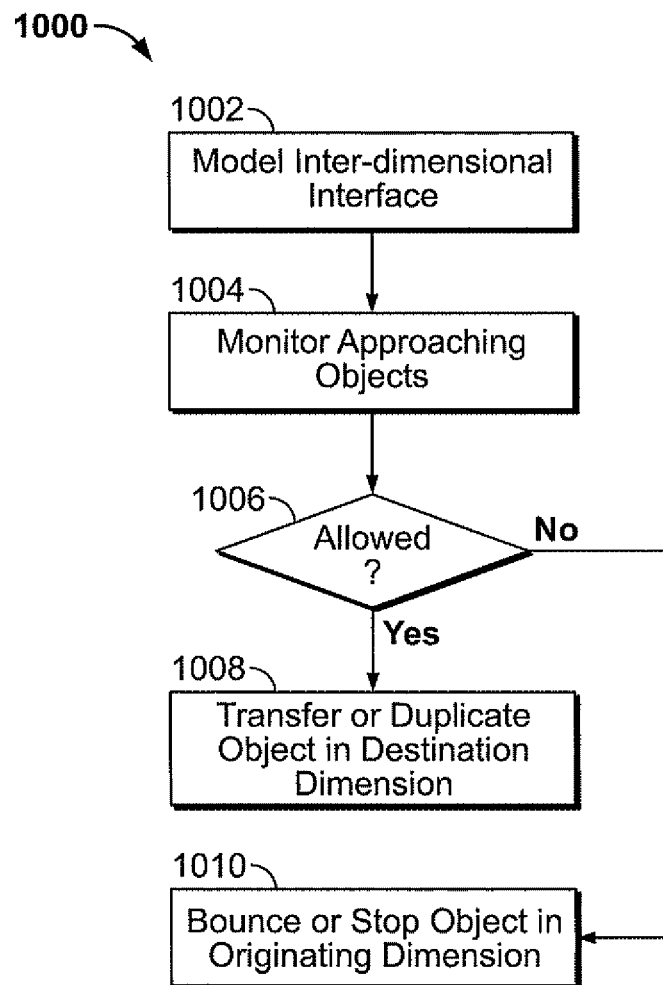 1000
1002
Model Inter-dimensional
Interface
1004
Monitor Approaching
Objects
1006
Allowed
?
No
Yes
1008
Transfer or Duplicate
Object in Destination
Dimension
1010
Bounce or Stop Object in
Originating Dimension